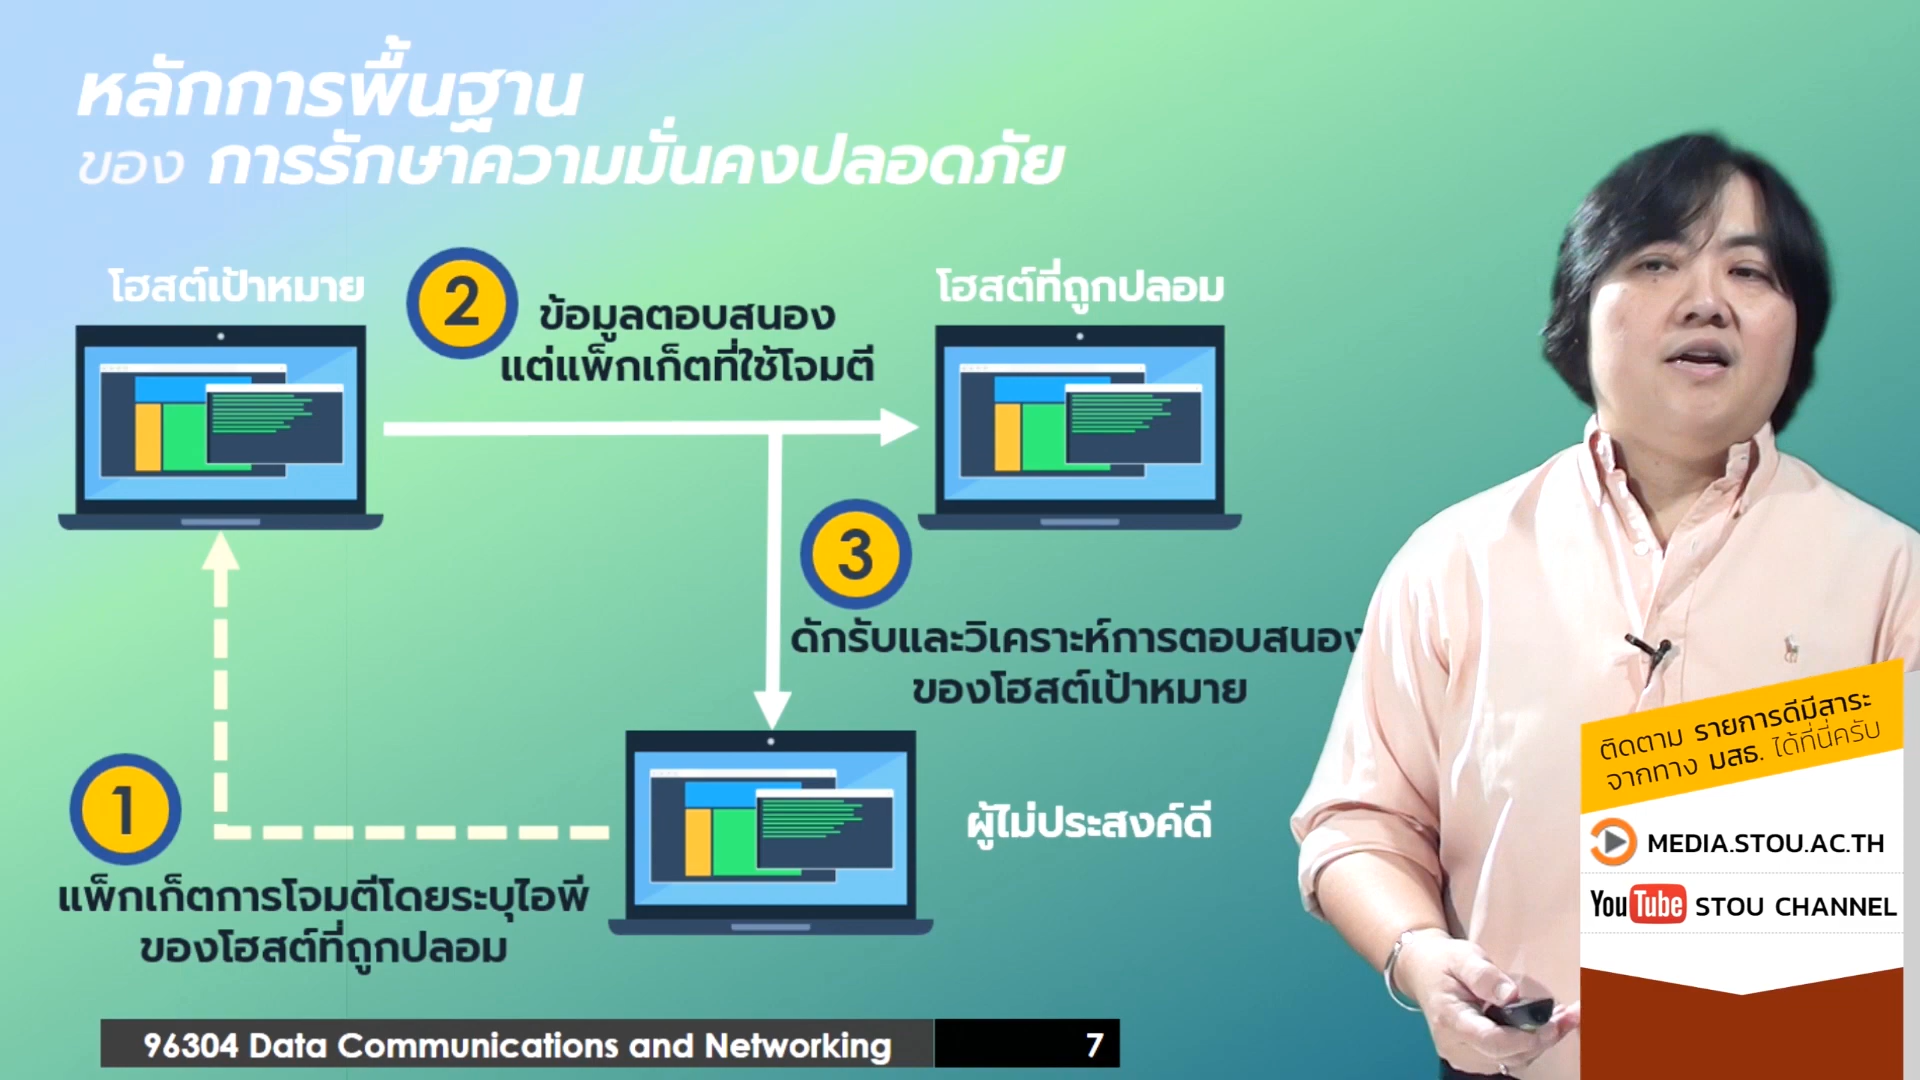 หลักการพื้นฐาน
ของ การรักษาความมั่นคงปลอดภัย
โฮสต์เป้าหมาย
2
ข้อมูลตอบสนอง
แต่แพ็กเก็ตที่ใช้โจมตี
โฮสต์ที่ถูกปลอม
3
ดักรับและวิเคราะห์การตอบสนอง
ของโฮสต์เป้าหมาย
1
แพ็กเก็ตการโจมตีโดยระบุไอพี
ของโฮสต์ที่ถูกปลอม
ผู้ไม่ประสงค์ดี
ติดตาม รายการดีมีสาระ
จากทาง มสธ. ได้ที่นี่ครับ
MEDIA.STOU.AC.TH
YouTube STOU CHANNEL
96304 Data Communications and Networking 7